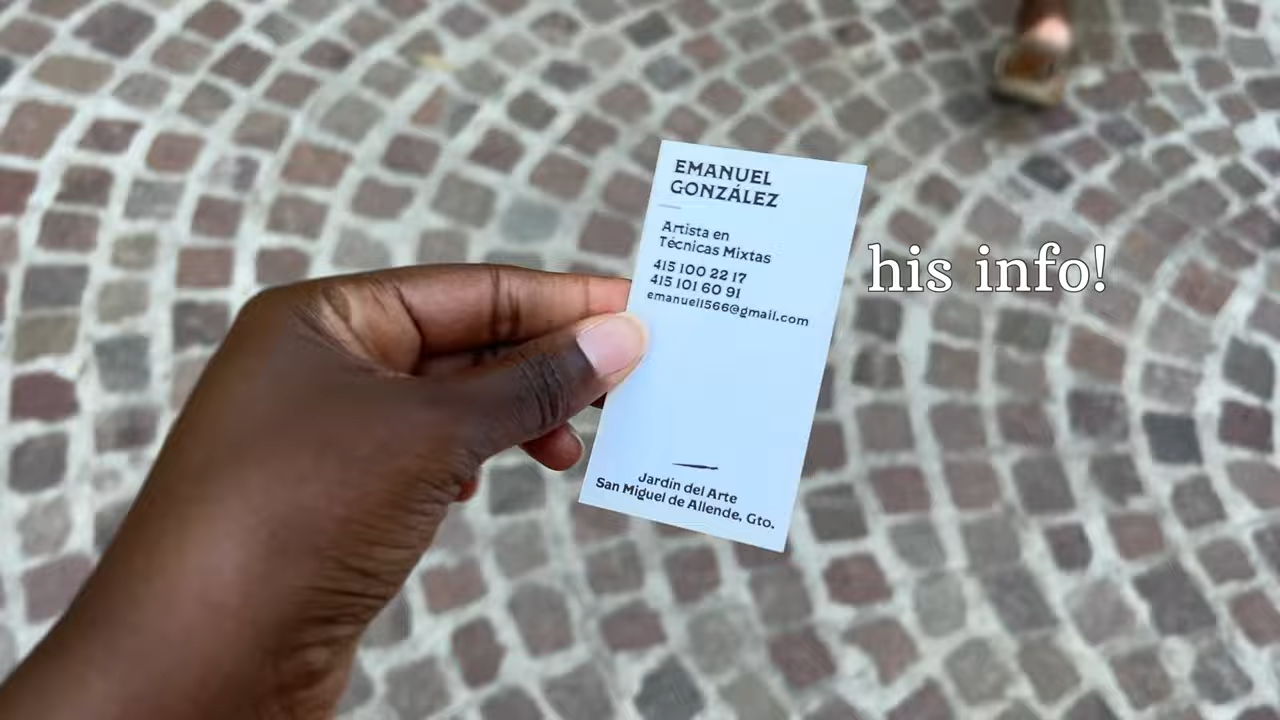 EMANUEL
GONZÁLEZ
Artista en
Técnicas Mixtas
415 100 22 17
415 101 60 91
emanuel1566@gmail.com
Jardín del Arte
San Miguel de Allende, Gto.
his info!